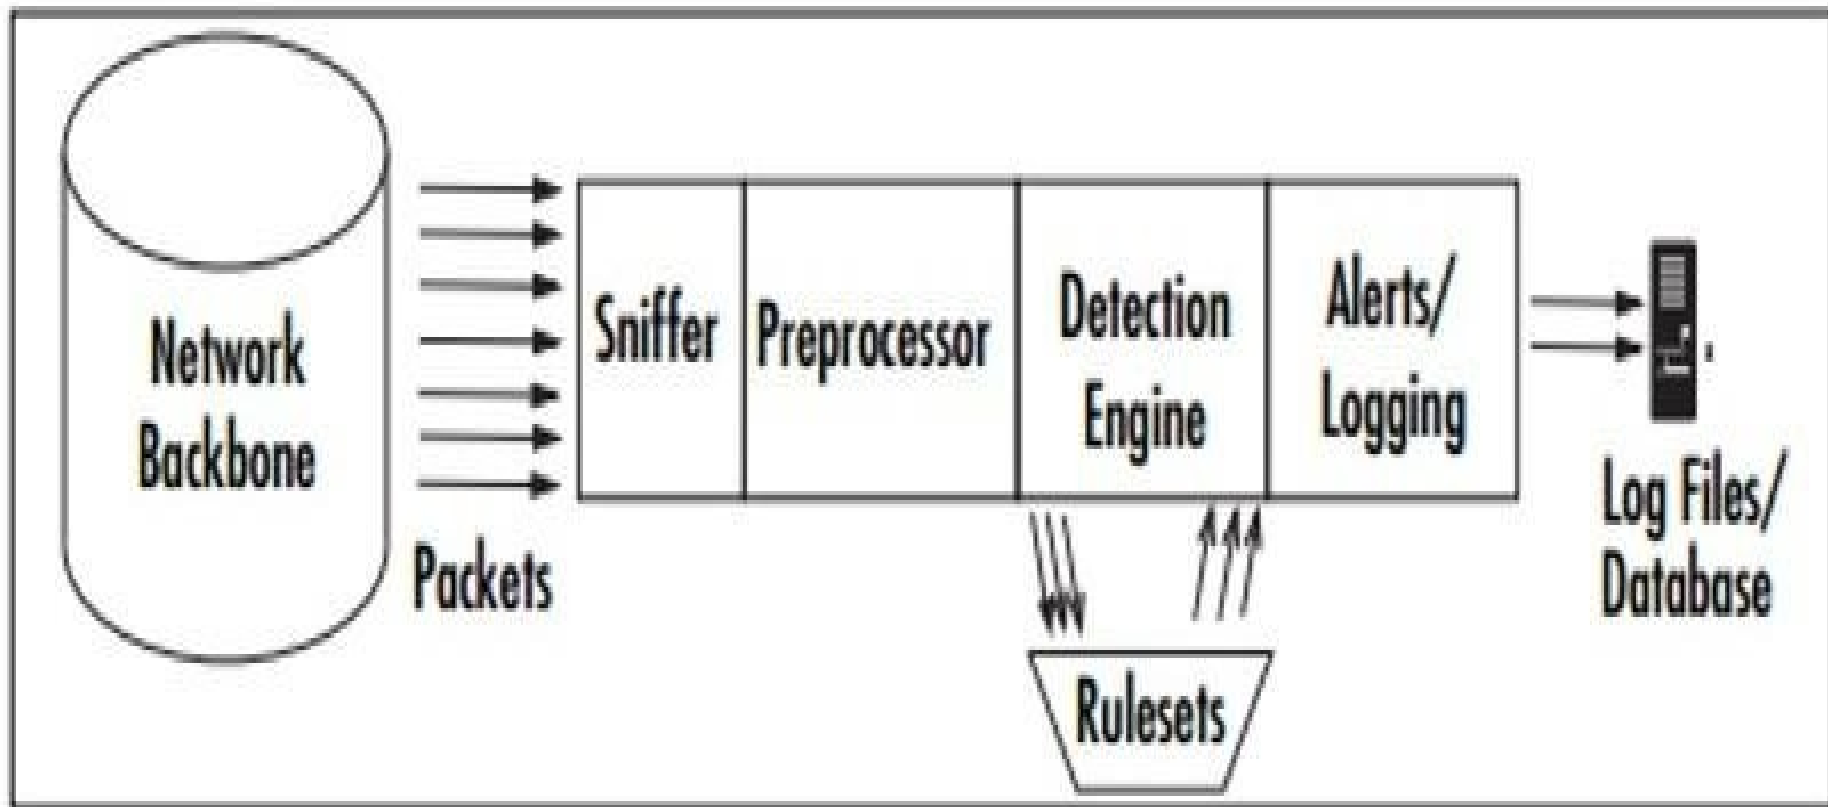 Network
Backbone
Packets
Sniffer
Preprocessor
Detection
Engine
Alerts/
Logging
Rulesets
Log Files/
Database